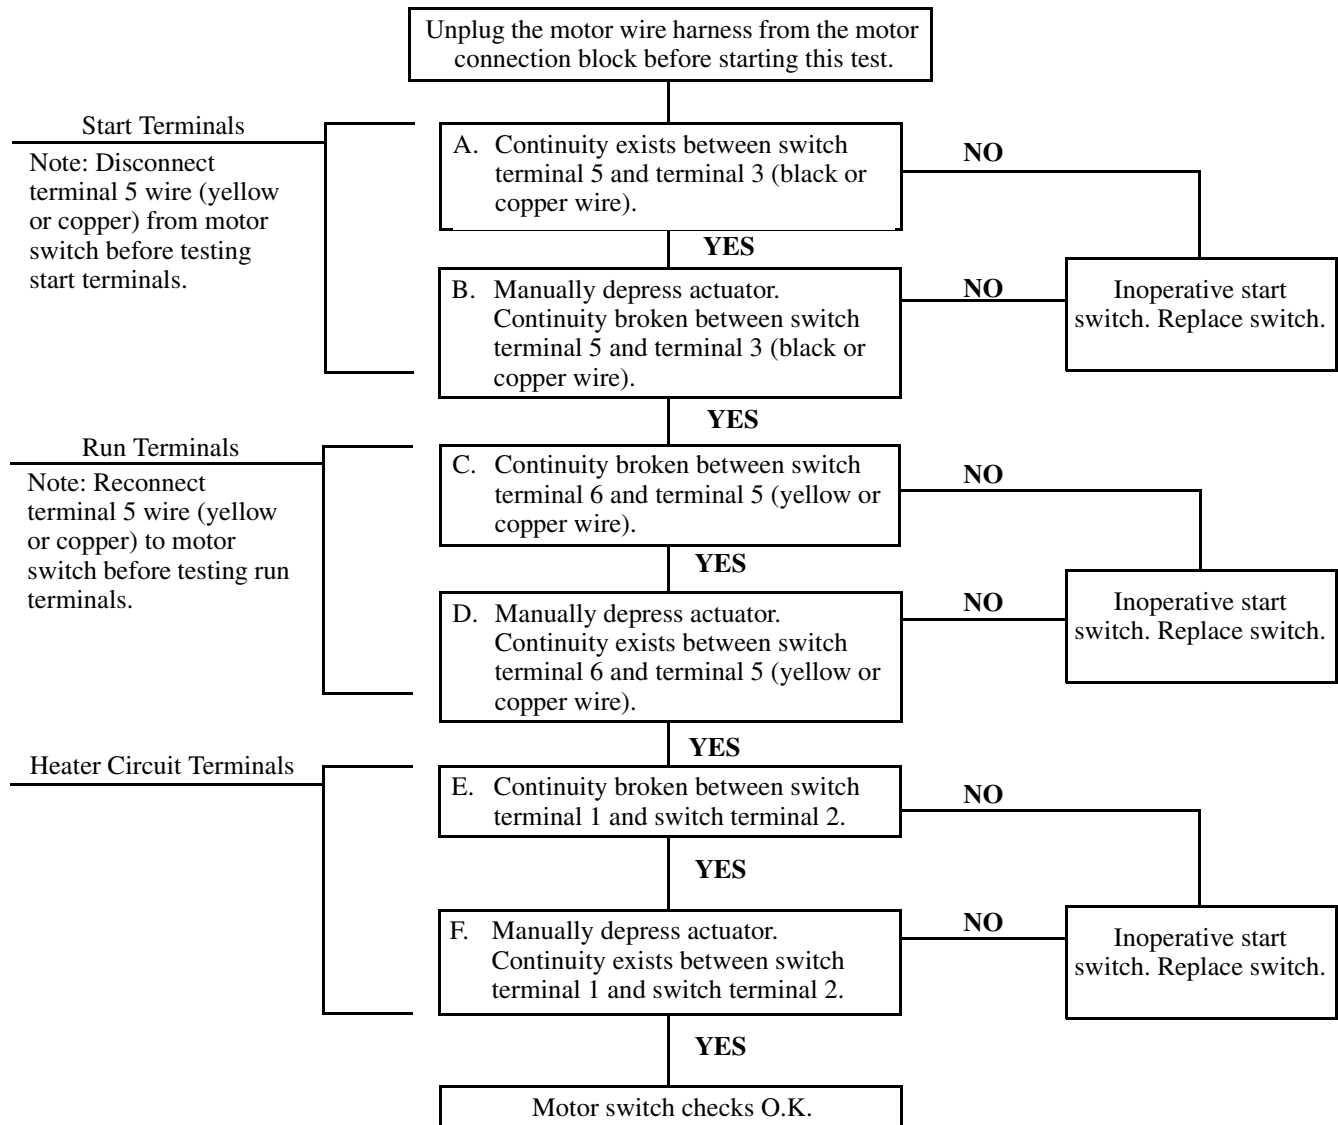 Unplug the motor wire harness from the motor
connection block before starting this test.
Start Terminals
Note: Disconnect
terminal 5 wire (yellow
or copper) from motor
switch before testing
start terminals.
A. Continuity exists between switch
terminal 5 and terminal 3 (black or
copper wire).
NO
YES
B. Manually depress actuator.
Continuity broken between switch
terminal 5 and terminal 3 (black or
copper wire).
NO
Inoperative start
switch. Replace switch.
YES
Run Terminals
Note: Reconnect
terminal 5 wire (yellow
or copper) to motor
switch before testing run
terminals.
C. Continuity broken between switch
terminal 6 and terminal 5 (yellow or
copper wire).
NO
YES
D. Manually depress actuator.
Continuity exists between switch
terminal 6 and terminal 5 (yellow or
copper wire).
NO
Inoperative start
switch. Replace switch.
YES
Heater Circuit Terminals
E. Continuity broken between switch
terminal 1 and switch terminal 2.
NO
YES
F. Manually depress actuator.
Continuity exists between switch
terminal 1 and switch terminal 2.
NO
Inoperative start
switch. Replace switch.
YES
Motor switch checks O.K.